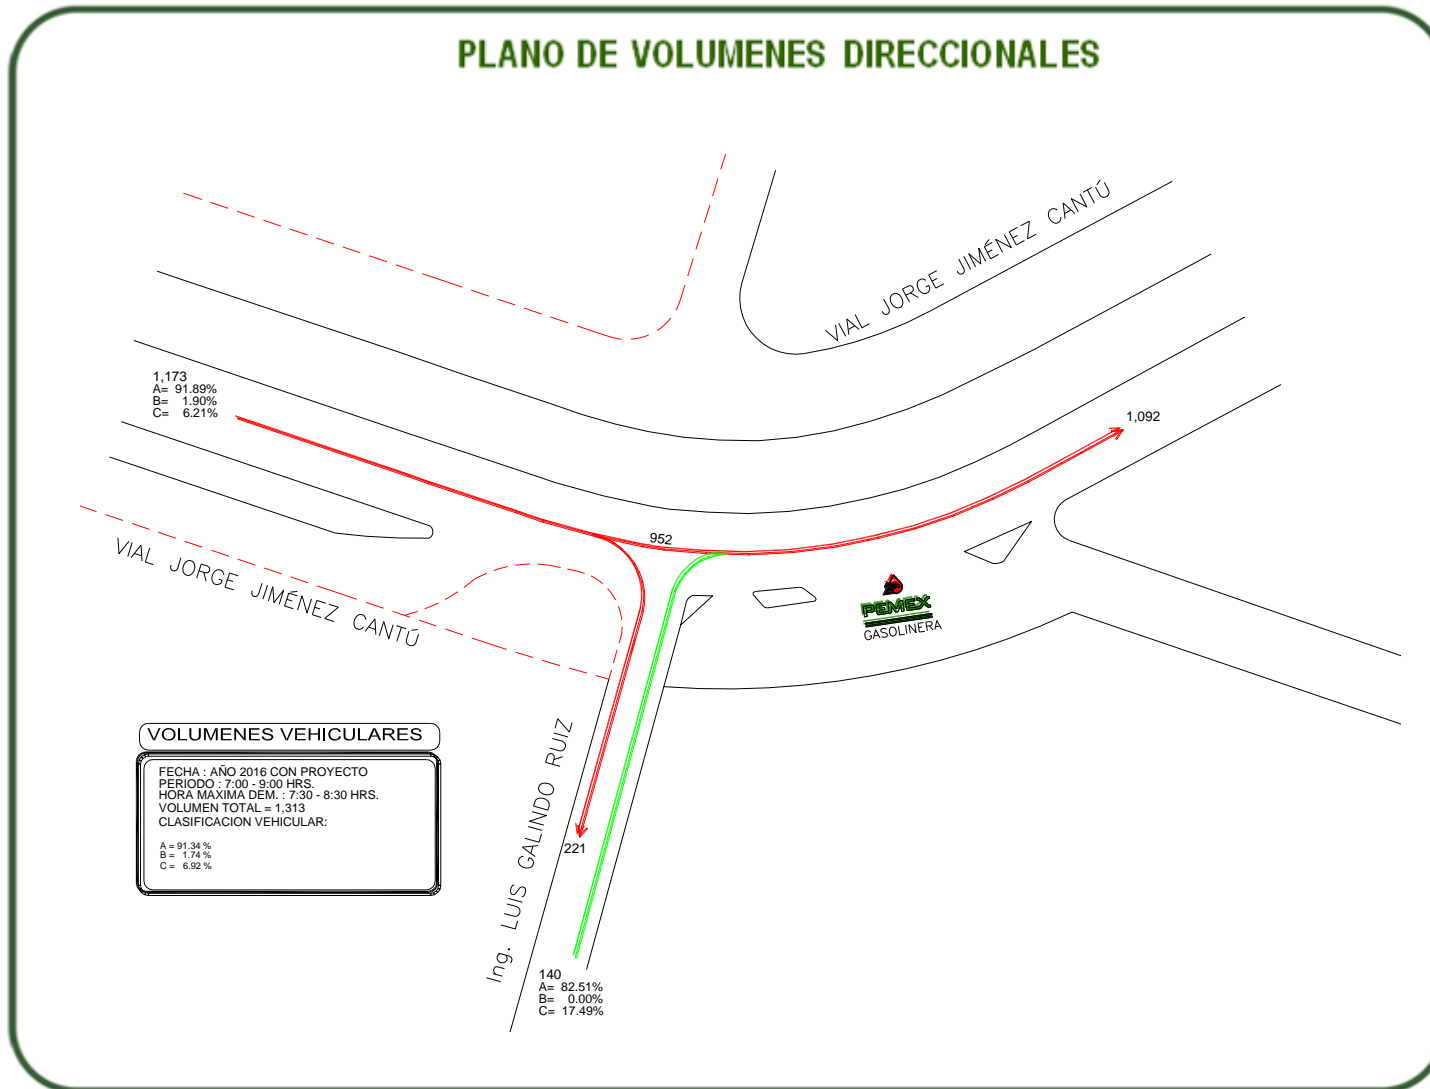 PLANO DE VOLUMENES DIRECCIONALES
VIAL JORGE JIMÉNEZ CANTÚ
1,173
A= 91.89%
B= 1.90%
C= 6.21%
1,092
952
VIAL JORGE JIMÉNEZ CANTÚ
PEMEX
GASOLINERA
VOLUMENES VEHICULARES
FECHA : AÑO 2016 CON PROYECTO
PERIODO : 7:00 - 9:00 HRS.
HORA MAXIMA DEM. : 7:30 - 8:30 HRS.
VOLUMEN TOTAL = 1,313
CLASIFICACION VEHICULAR:
A = 91.34 %
B = 1.74 %
C = 6.92 %
Ing. LUIS GALINDO RUIZ
221
140
A= 82.51%
B= 0.00%
C= 17.49%